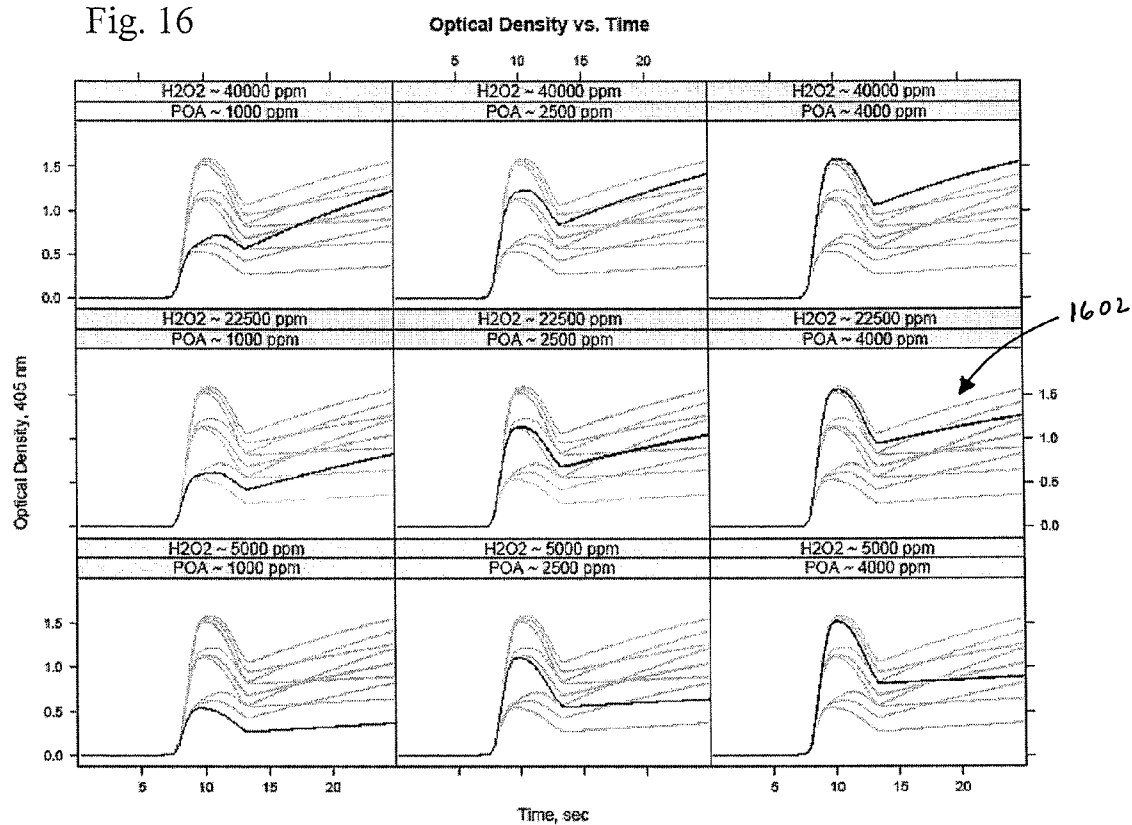 Fig. 16
Optical Density vs. Time
5 10 15 20
H2O2 ~ 40000 ppm H2O2 ~ 40000 ppm H2O2 ~ 40000 ppm
POA ~ 1000 ppm POA ~ 2500 ppm POA ~ 4000 ppm
1.5
1.0
0.5
0.0
H2O2 ~ 22500 ppm H2O2 ~ 22500 ppm H2O2 ~ 22500 ppm
POA ~ 1000 ppm POA ~ 2500 ppm POA ~ 4000 ppm
1602
1.5
1.0
0.5
0.0
Optical Density, 405 nm
H2O2 ~ 5000 ppm H2O2 ~ 5000 ppm H2O2 ~ 5000 ppm
POA ~ 1000 ppm POA ~ 2500 ppm POA ~ 4000 ppm
1.5
1.0
0.5
0.0
5 10 15 20 5 10 15 20
Time, sec